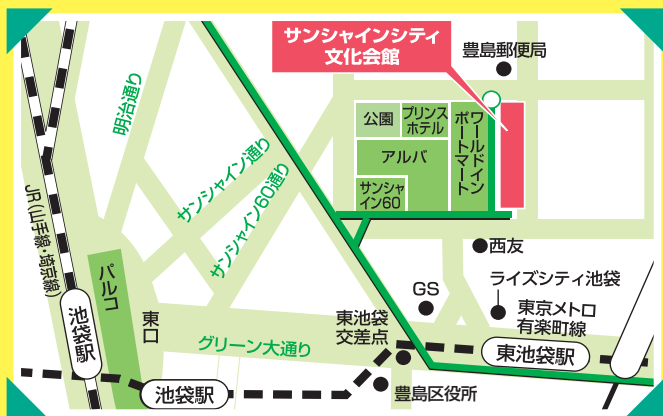 サンシャインシティ
文化会館
豊島郵便局
明治通り
公園
プリンス
ホテル
ワールドイン
ポートマート
アルパ
サンシャ
イン60
サンシャイン通り
サンシャイン60通り
JR(山手線・埼京線)
西友
パルコ
ライズシティ池袋
GS
池袋駅
東口
東池袋
交差点
東京メトロ
有楽町線
グリーン大通り
東池袋駅
池袋駅
豊島区役所